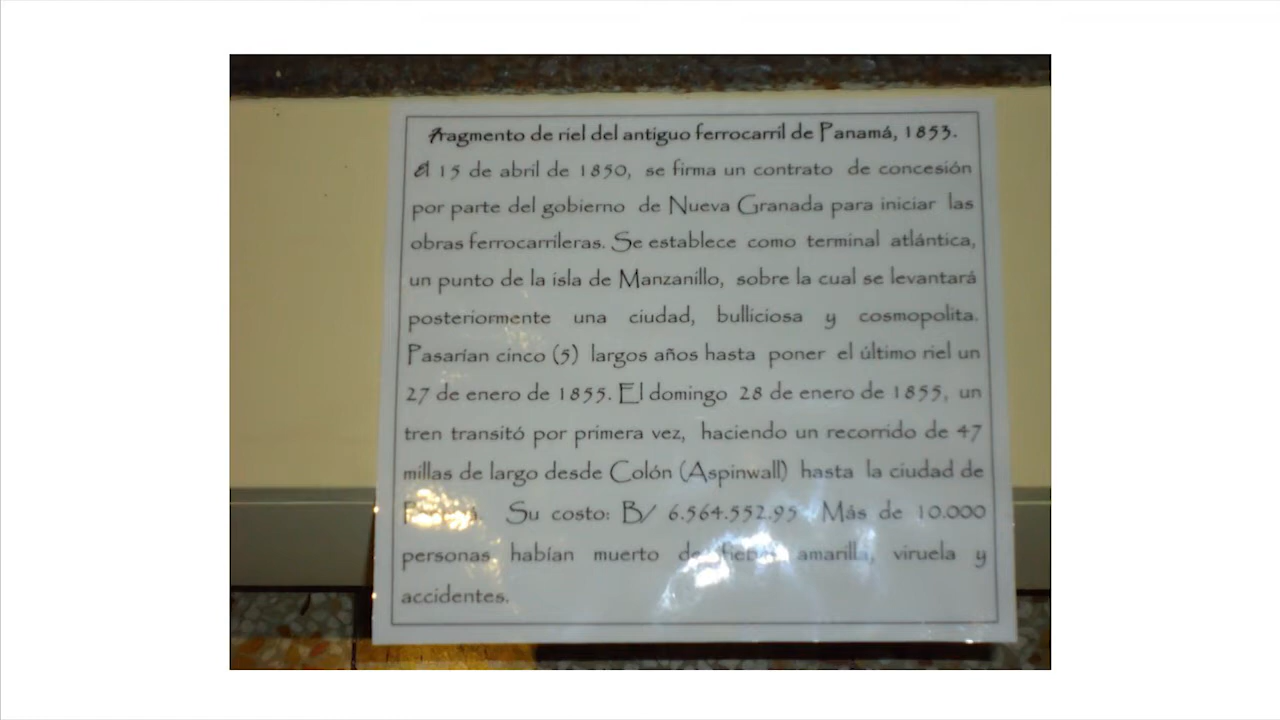 Fragmento de riel del antiguo ferrocarril de Panamá, 1853.
El 15 de abril de 1850, se firma un contrato de concesión
por parte del gobierno de Nueva Granada para iniciar las
obras ferrocarrileras. Se establece como terminal atlántica,
un punto de la isla de Manzanillo, sobre la cual se levantará
posteriormente una ciudad, bulliciosa y cosmopolita.
Pasarían cinco (5) largos años hasta poner el último riel un
27 de enero de 1855. El domingo 28 de enero de 1855, un
tren transitó por primera vez, haciendo un recorrido de 47
millas de largo desde Colón (Aspinwall) hasta la ciudad de
Su costo: B/ 6.564.552.95 Más de 10.000
personas habían muerto de fiebre amarilla, viruela y
accidentes.